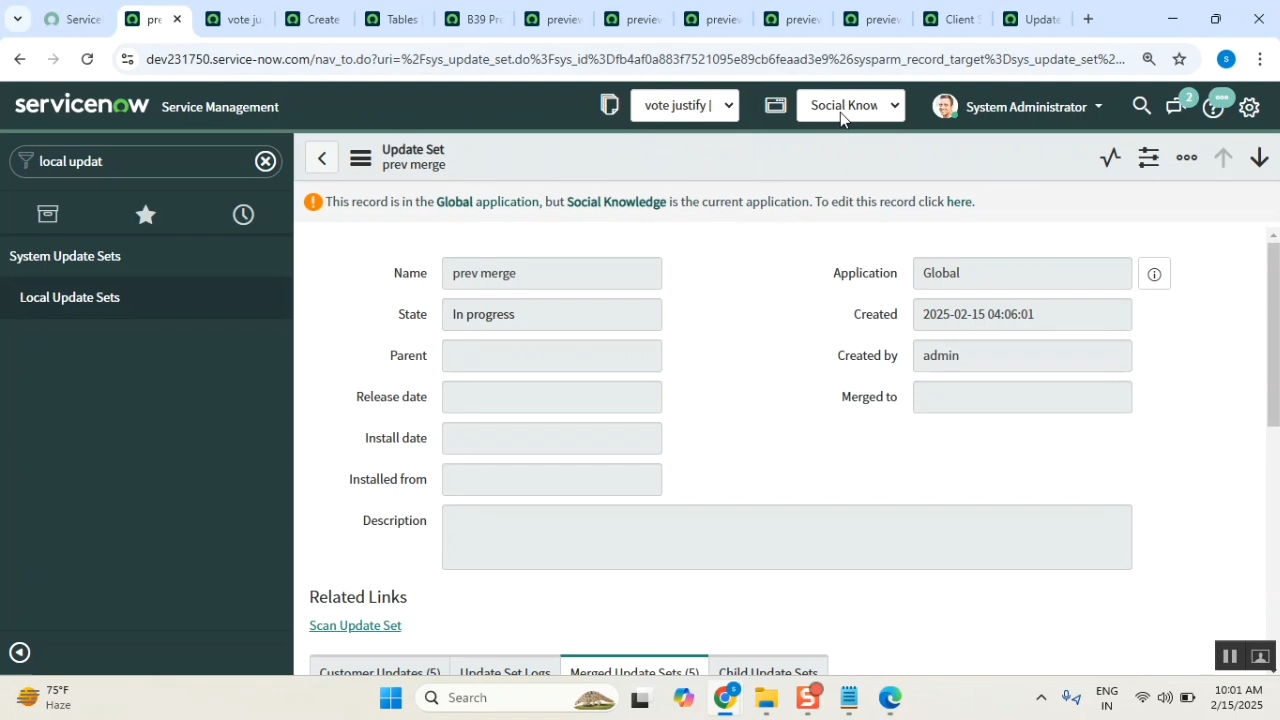 Service
pre
vote ju
Create
Tables
B39 Pre
preview
preview
preview
preview
preview
Client S
Update
dev231750.service-now.com/nav_to.do?uri=%2Fsys_update_set.do%3Fsys_id%3Dfb4af0a883f7521095e89cb6feaad3e9%26sysparm_record_target%3Dsys_update_set%2...
S
servicenow Service Management
vote justify |
Social Know
System Administrator
2
local updat
Update Set
prev merge
This record is in the Global application, but Social Knowledge is the current application. To edit this record click here.
System Update Sets
Local Update Sets
Name prev merge
Application Global
State In progress
Created 2025-02-15 04:06:01
Parent
Created by admin
Release date
Merged to
Install date
Installed from
Description
Related Links
Scan Update Set
Customer Updates (5) Update Set Logs Merged Update Sets (5) Child Update Sets
75°F
Haze
Search
S
ENG
IN
10:01 AM
2/15/2025